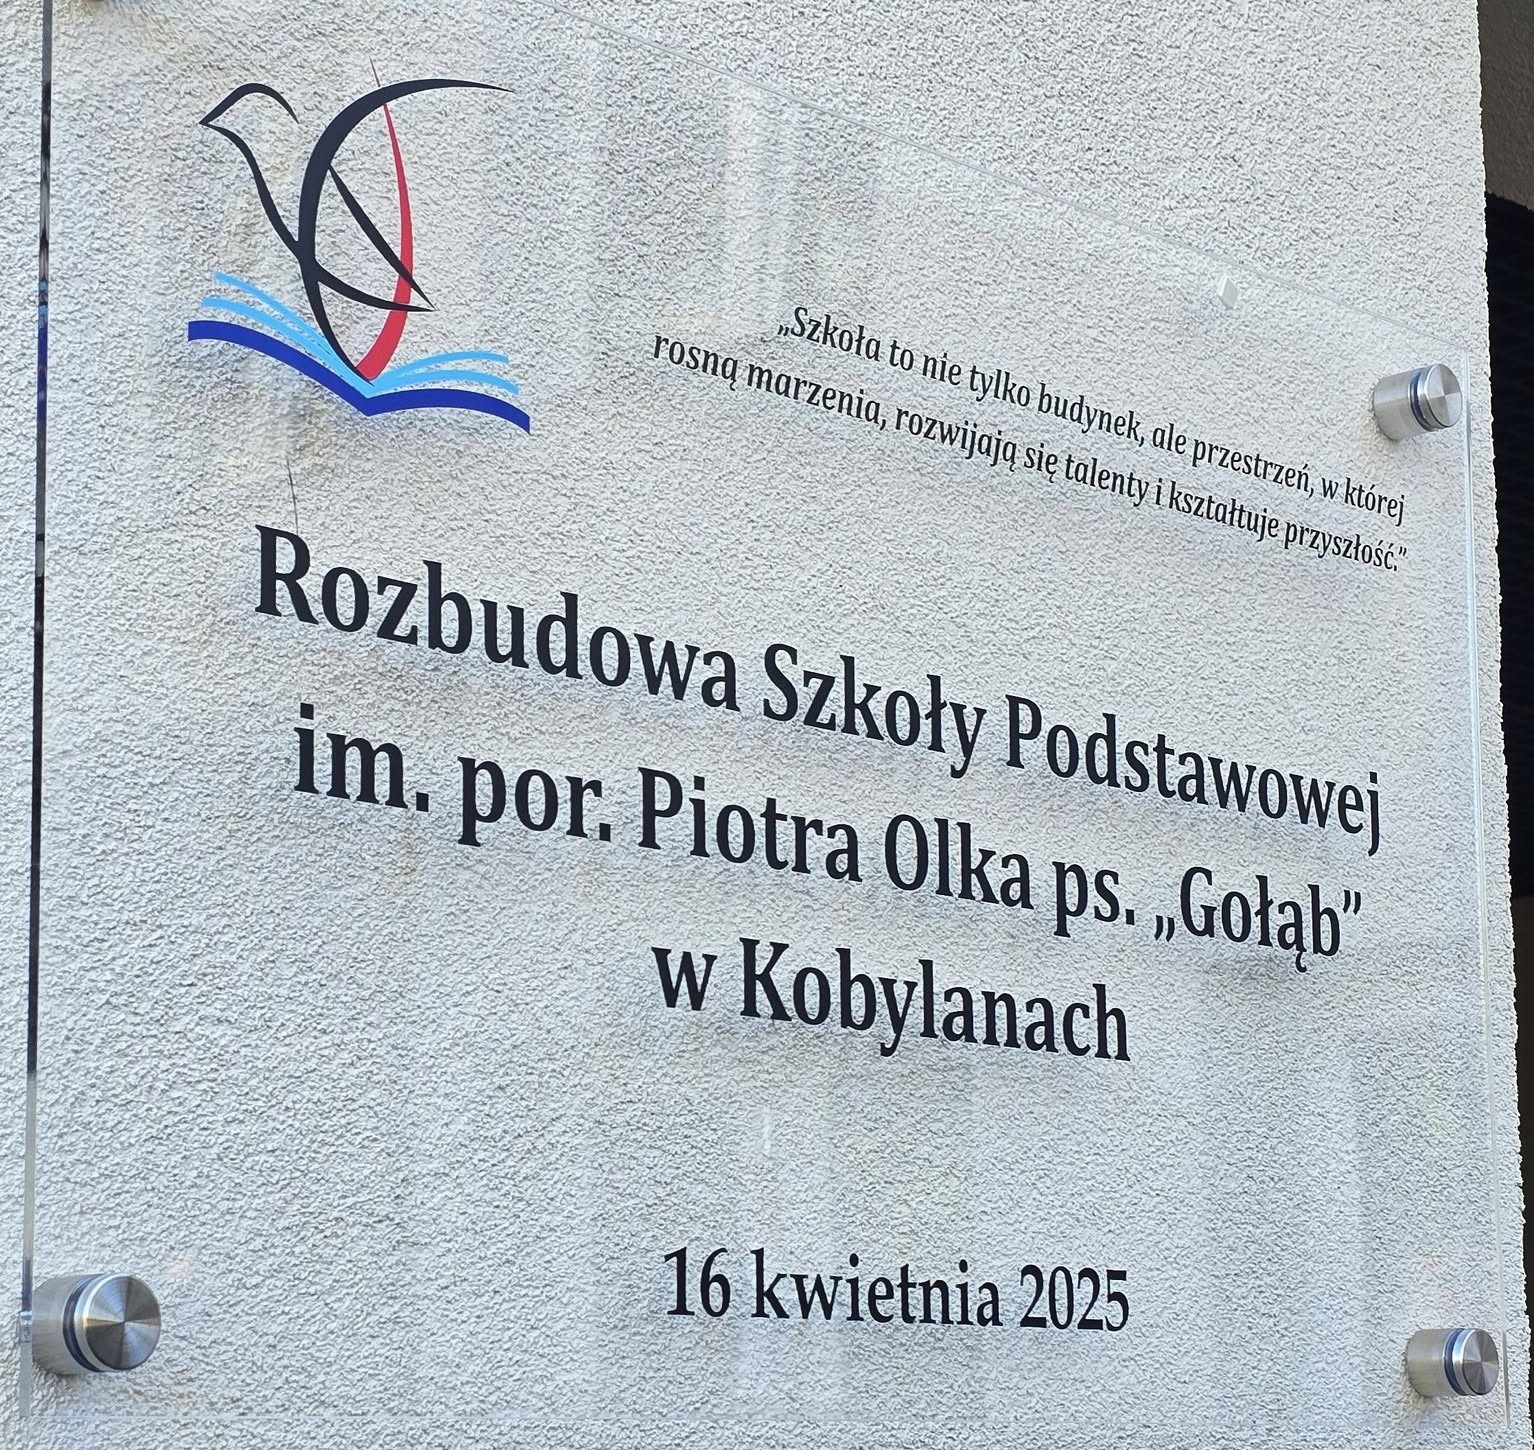 „Szkoła to nie tylko budynek, ale przestrzeń, w której
rosną marzenia, rozwijają się talenty i kształtuje przyszłość.”
Rozbudowa Szkoły Podstawowej
im. por. Piotra Olka ps. „Gołąb”
w Kobylanach
16 kwietnia 2025